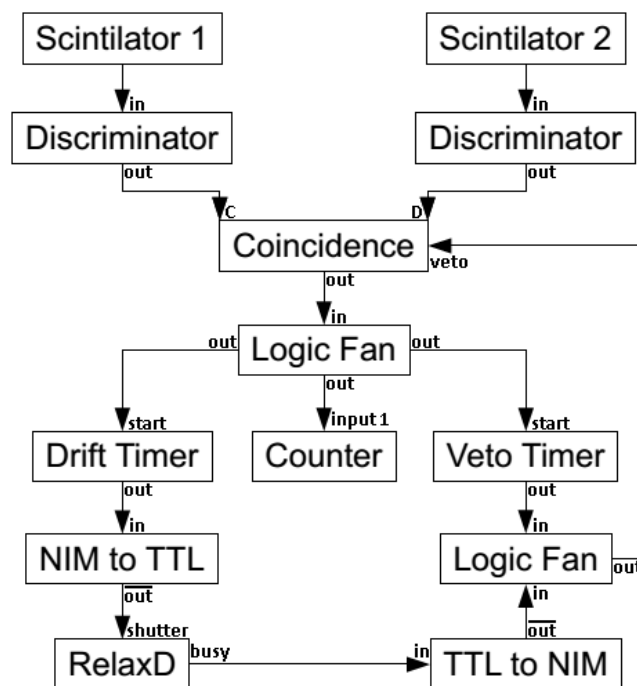 Scintilator 1
Scintilator 2
in
in
Discriminator
Discriminator
out
out
C
D
Coincidence
veto
out
in
out
Logic Fan
out
out
start
input 1
start
Drift Timer
Counter
Veto Timer
out
out
in
in
NIM to TTL
Logic Fan
out
out
in
shutter
out
RelaxD
busy
in
TTL to NIM